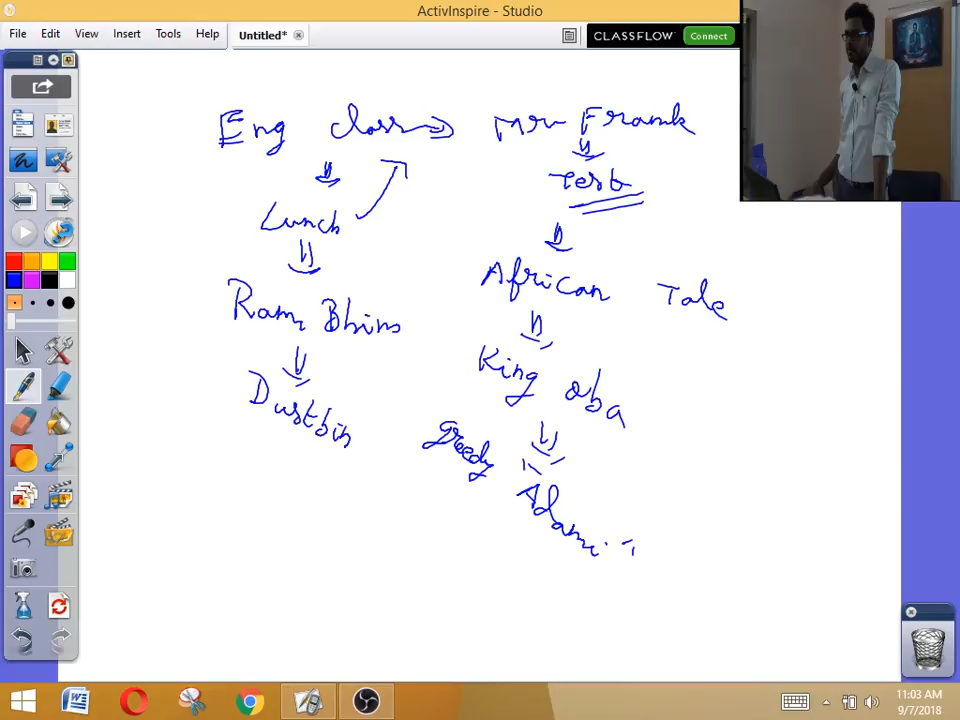 ActivInspire - Studio
File Edit View Insert Tools Help Untitled* CLASSFLOW Connect
Eng class Mr Frank
Test
Lunch
African Tale
Ram, Bhim
King oba
Dustbin
Greedy
Adam
11:03 AM
9/7/2018